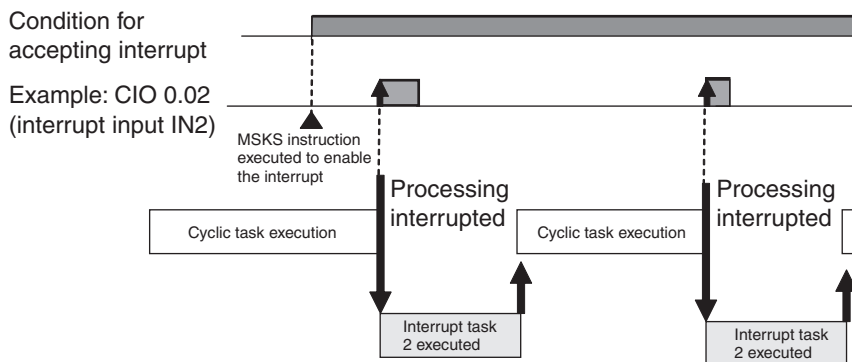 Condition for
accepting interrupt
Example: CIO 0.02
(interrupt input IN2)
MSKS instruction
executed to enable
the interrupt
Processing
interrupted
Processing
interrupted
Cyclic task execution
Cyclic task execution
Interrupt task
2 executed
Interrupt task
2 executed